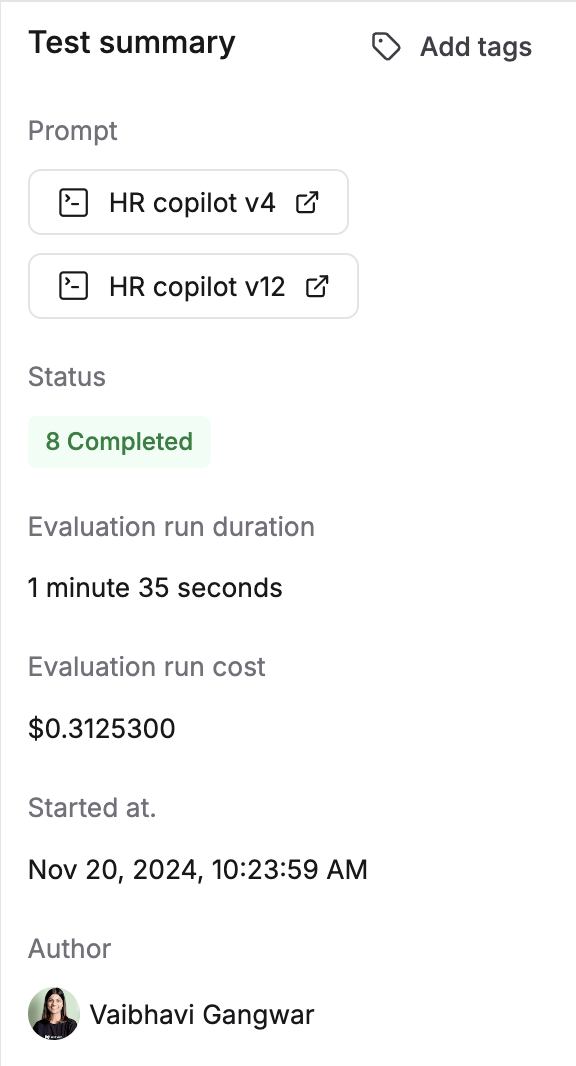 Test summary
Add tags
Prompt
HR copilot v4
HR copilot v12
Status
8 Completed
Evaluation run duration
1 minute 35 seconds
Evaluation run cost
$0.3125300
Started at.
Nov 20, 2024, 10:23:59 AM
Author
Vaibhavi Gangwar